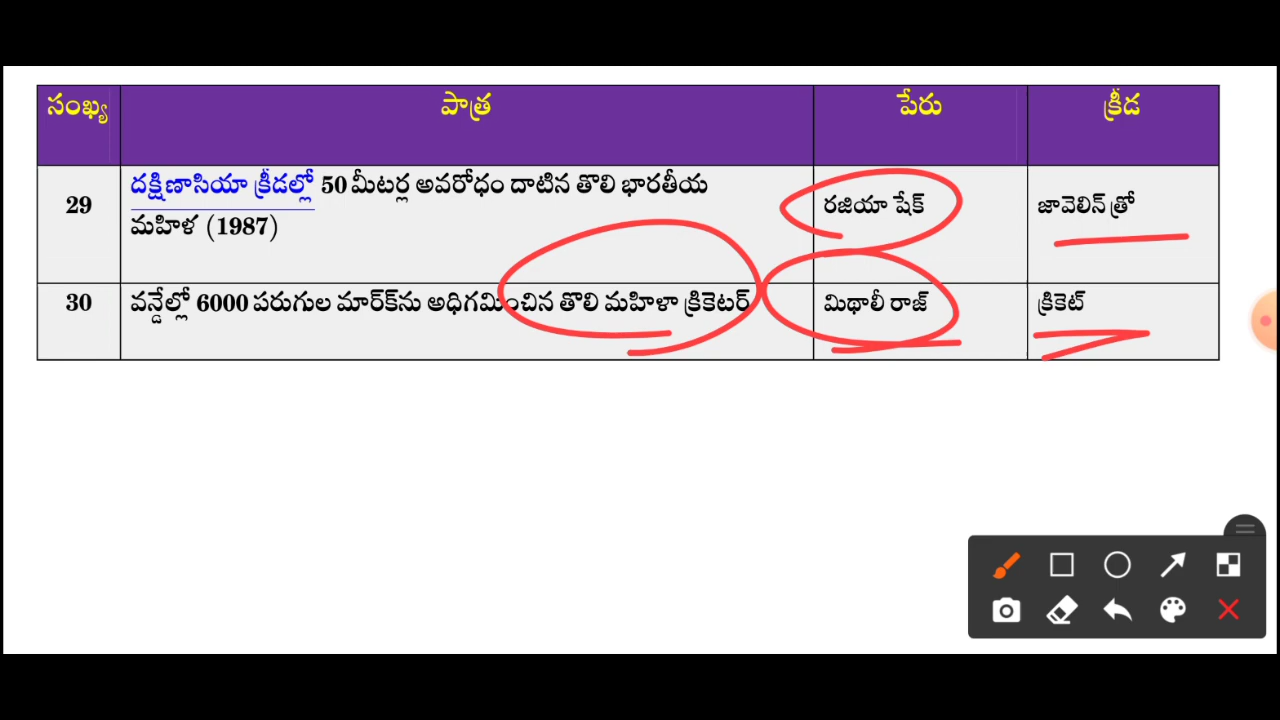 సంఖ్య పాత్ర పేరు క్రీడ
29 దక్షిణాసియా క్రీడల్లో 50 మీటర్ల అవరోధం దాటిన తొలి భారతీయ
మహిళ (1987) రజియా షేక్ జావెలిన్ త్రో
30 వన్డేల్లో 6000 పరుగుల మార్క్‌ను అధిగమించిన తొలి మహిళా క్రికెటర్ మిథాలీ రాజ్ క్రికెట్